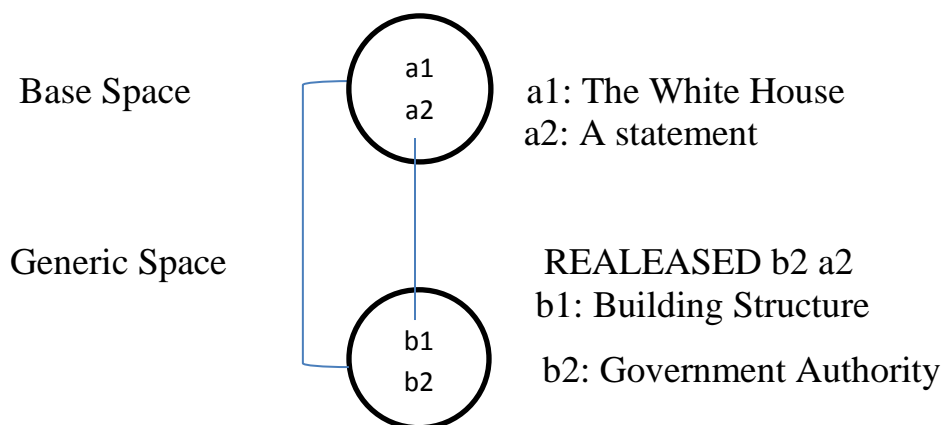 a1
Base Space
a1: The White House
a2
a2: A statement
Generic Space
REALEASED b2 a2
b1: Building Structure
b1
b2
b2: Government Authority